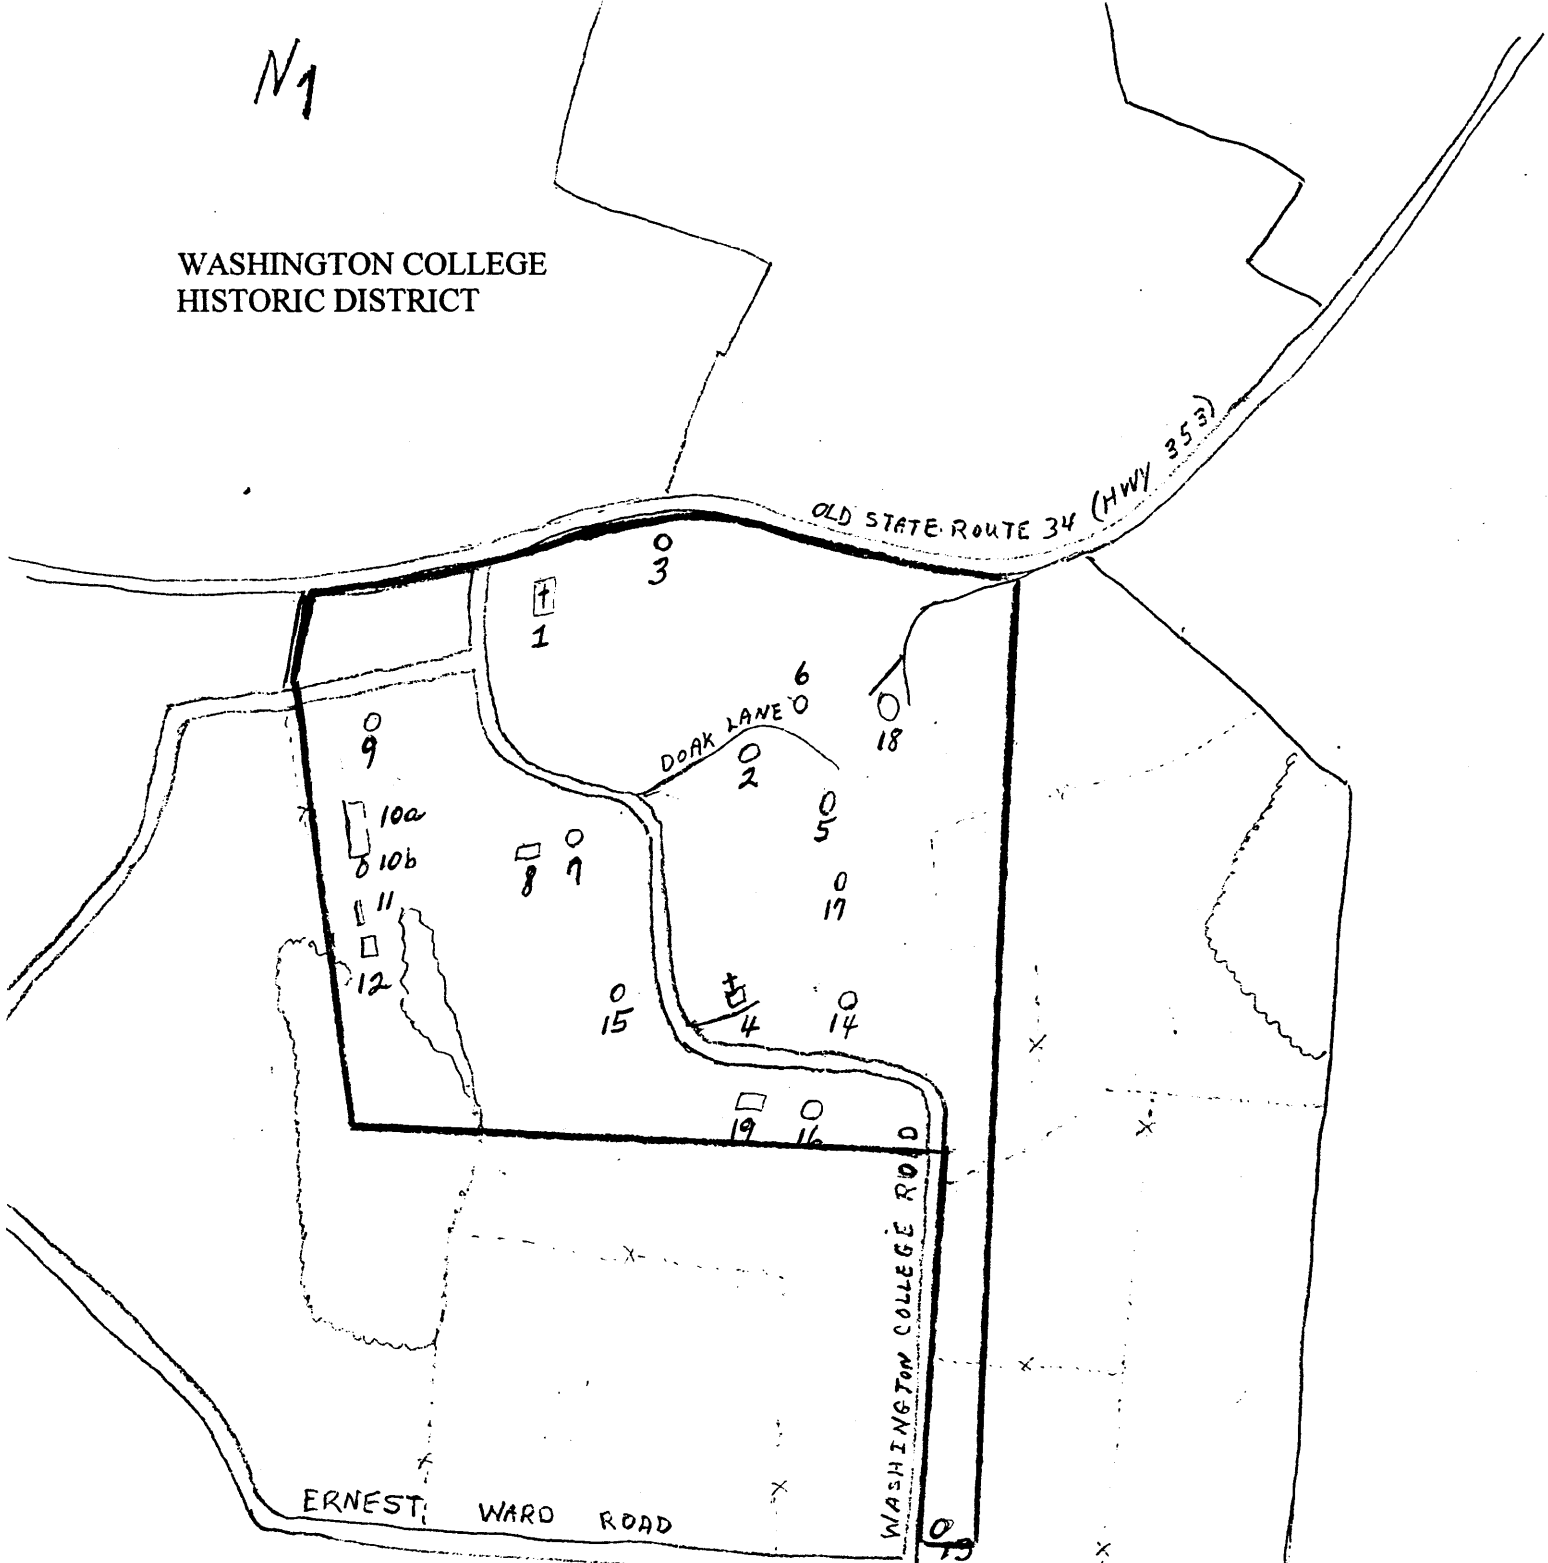 N
WASHINGTON COLLEGE
HISTORIC DISTRICT
OLD STATE ROUTE 34 (HWY 353)
3
1
6
DOAK LANE
18
9
2
10a
5
10b
8
7
11
17
12
15
4
14
19
16
WASHINGTON COLLEGE ROAD
ERNEST WARD ROAD
13